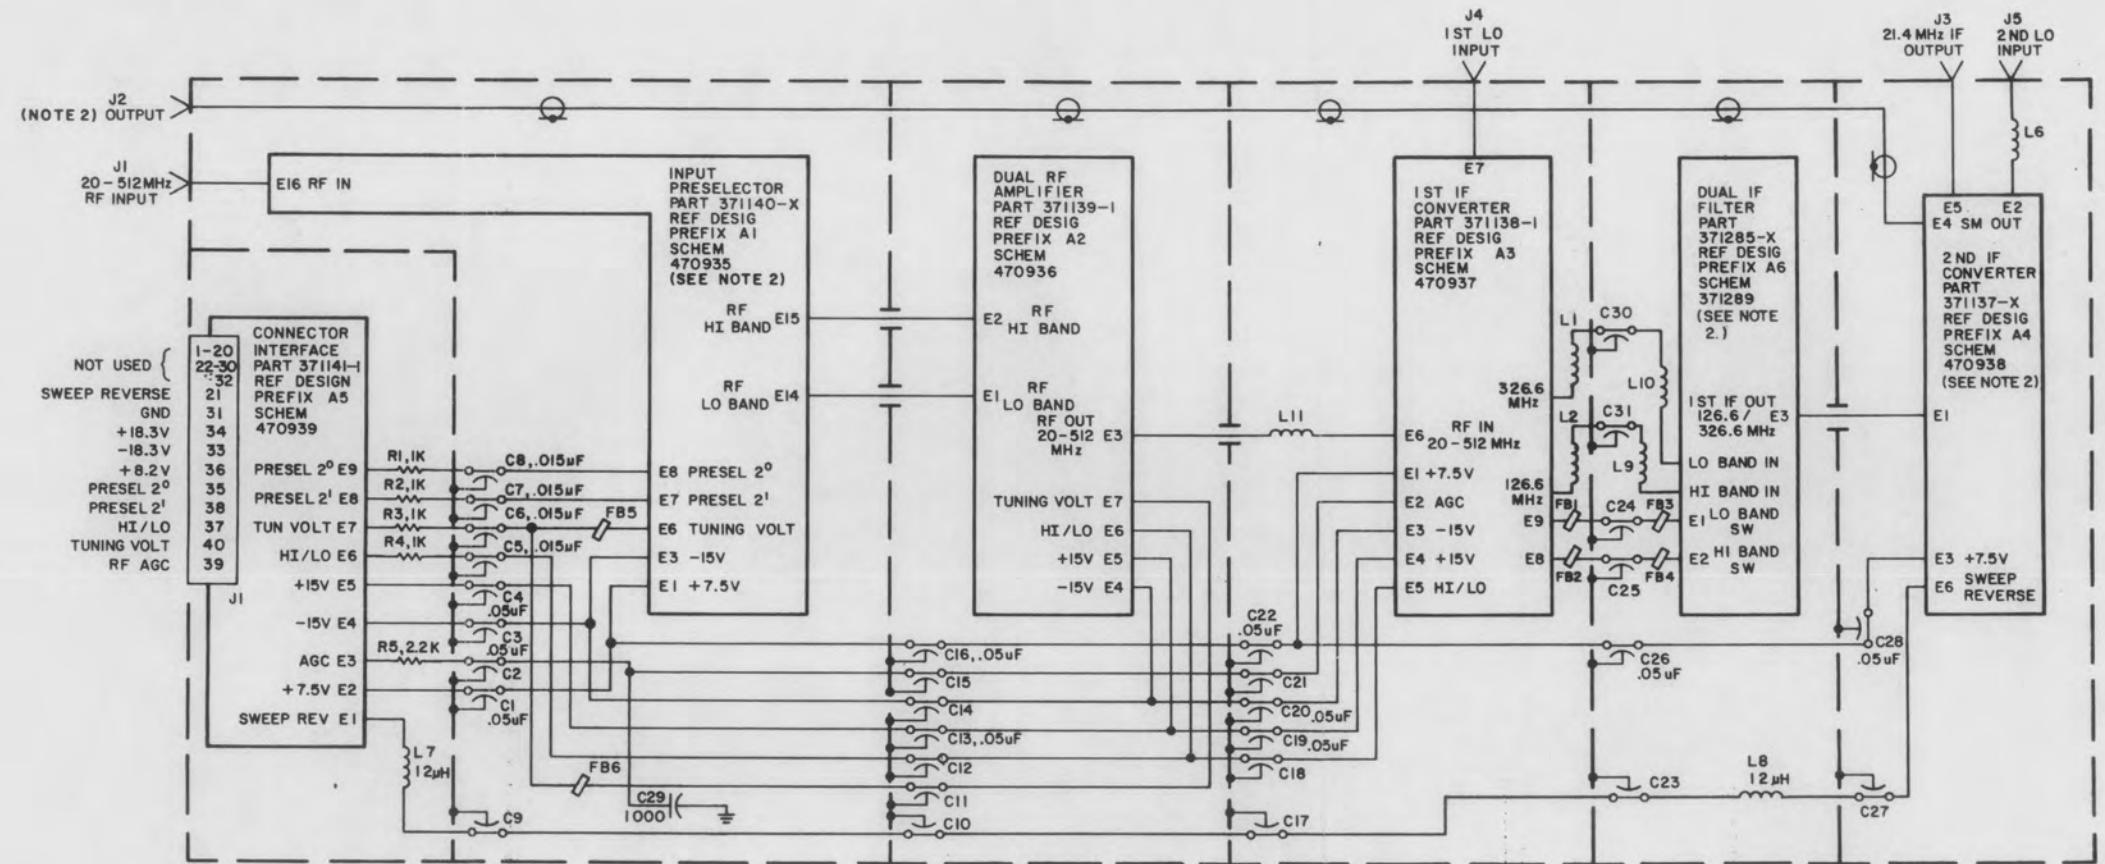 J4
1ST LO
INPUT
J3
21.4 MHz IF
OUTPUT
J5
2ND LO
INPUT
J2
(NOTE 2) OUTPUT
J1
20-512MHz
RF INPUT
E16 RF IN
INPUT
PRESELECTOR
PART 371140-X
REF DESIG
PREFIX A1
SCHEM
470935
(SEE NOTE 2)
RF
HI BAND E15
RF
LO BAND E14
E8 PRESEL 2⁰
E7 PRESEL 2¹
E6 TUNING VOLT
E3 -15V
E1 +7.5V
DUAL RF
AMPLIFIER
PART 371139-1
REF DESIG
PREFIX A2
SCHEM
470936
E2 RF
HI BAND
E1 RF
LO BAND
RF OUT
20-512 E3
MHz
TUNING VOLT E7
HI/LO E6
+15V E5
-15V E4
L11
E7
1ST IF
CONVERTER
PART 371138-1
REF DESIG
PREFIX A3
SCHEM
470937
326.6
MHz
RF IN
E6 20-512 MHz
E1 +7.5V
E2 AGC
E3 -15V
E4 +15V
E5 HI/LO
126.6
MHz
E9
E8
L1
C30
L10
L2
C31
L9
FB1
C24
FB3
FB2
C25
FB4
DUAL IF
FILTER
PART
371285-X
REF DESIG
PREFIX A6
SCHEM
371289
(SEE NOTE
2.)
1ST IF OUT
126.6/ E3
326.6 MHz
LO BAND IN
HI BAND IN
E1 LO BAND
SW
E2 HI BAND
SW
L6
E5 E2
E4 SM OUT
2ND IF
CONVERTER
PART
371137-X
REF DESIG
PREFIX A4
SCHEM
470938
(SEE NOTE 2)
E1
E3 +7.5V
E6 SWEEP
REVERSE
NOT USED
1-20
22-30
32
SWEEP REVERSE 21
GND 31
+18.3V 34
-18.3V 33
+8.2V 36
PRESEL 2⁰ 35
PRESEL 2¹ 38
HI/LO 37
TUNING VOLT 40
RF AGC 39
J1
CONNECTOR
INTERFACE
PART 371141-1
REF DESIGN
PREFIX A5
SCHEM
470939
PRESEL 2⁰ E9
PRESEL 2¹ E8
TUN VOLT E7
HI/LO E6
+15V E5
-15V E4
AGC E3
+7.5V E2
SWEEP REV E1
R1,1K
R2,1K
R3,1K
R4,1K
R5,2.2K
C8,.015uF
C7,.015uF
C6,.015uF
FB5
C5,.015uF
C4
.05uF
C3
.05uF
C2
C1
.05uF
L7
12µH
C9
FB6
C29
1000
C16,.05uF
C15
C14
C13,.05uF
C12
C11
C10
C22
.05uF
C21
C20
.05uF
C19
.05uF
C18
C17
C26
.05uF
C23
L8
12µH
C28
.05uF
C27